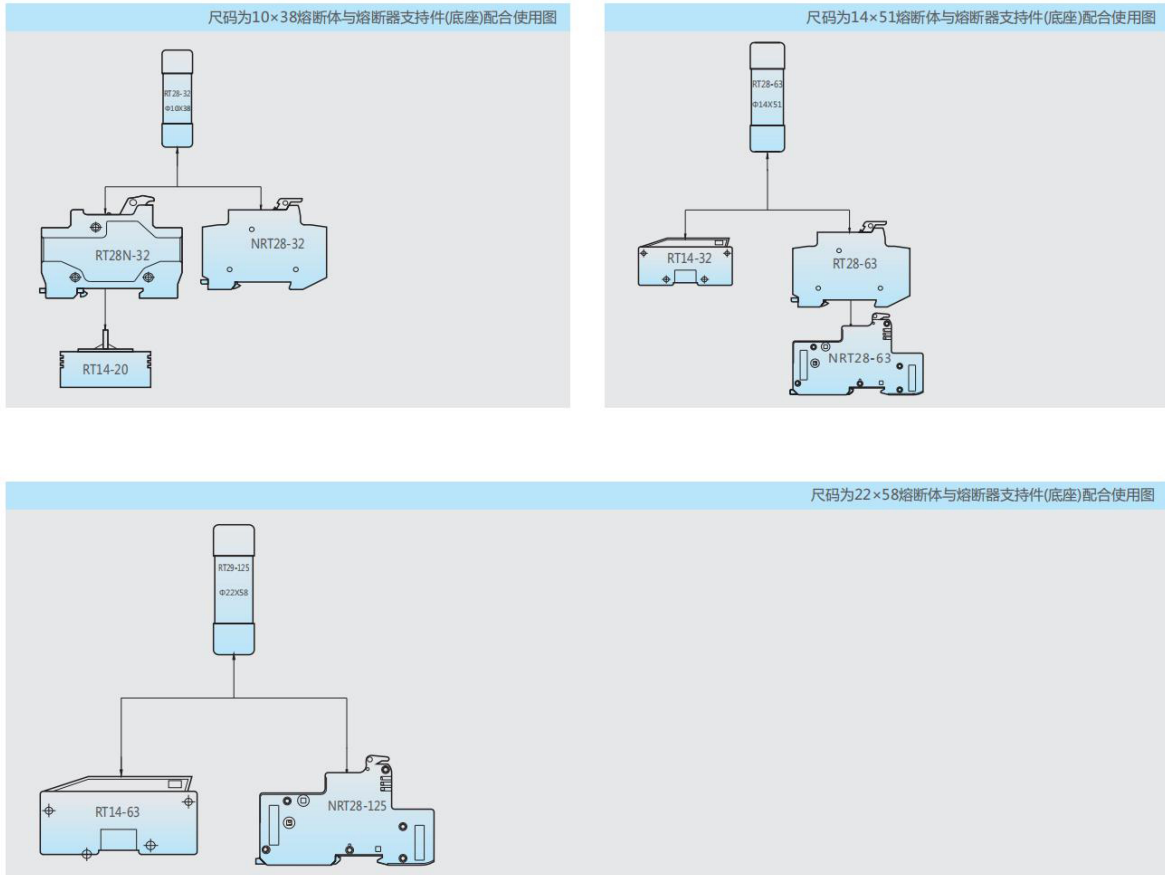 尺码为10×38熔断体与熔断器支持件(底座)配合使用图
RT28-32
Φ10X38
RT28N-32
NRT28-32
RT14-20
尺码为14×51熔断体与熔断器支持件(底座)配合使用图
RT28-63
Φ14X51
RT14-32
RT28-63
NRT28-63
尺码为22×58熔断体与熔断器支持件(底座)配合使用图
RT29-125
Φ22X58
RT14-63
NRT28-125